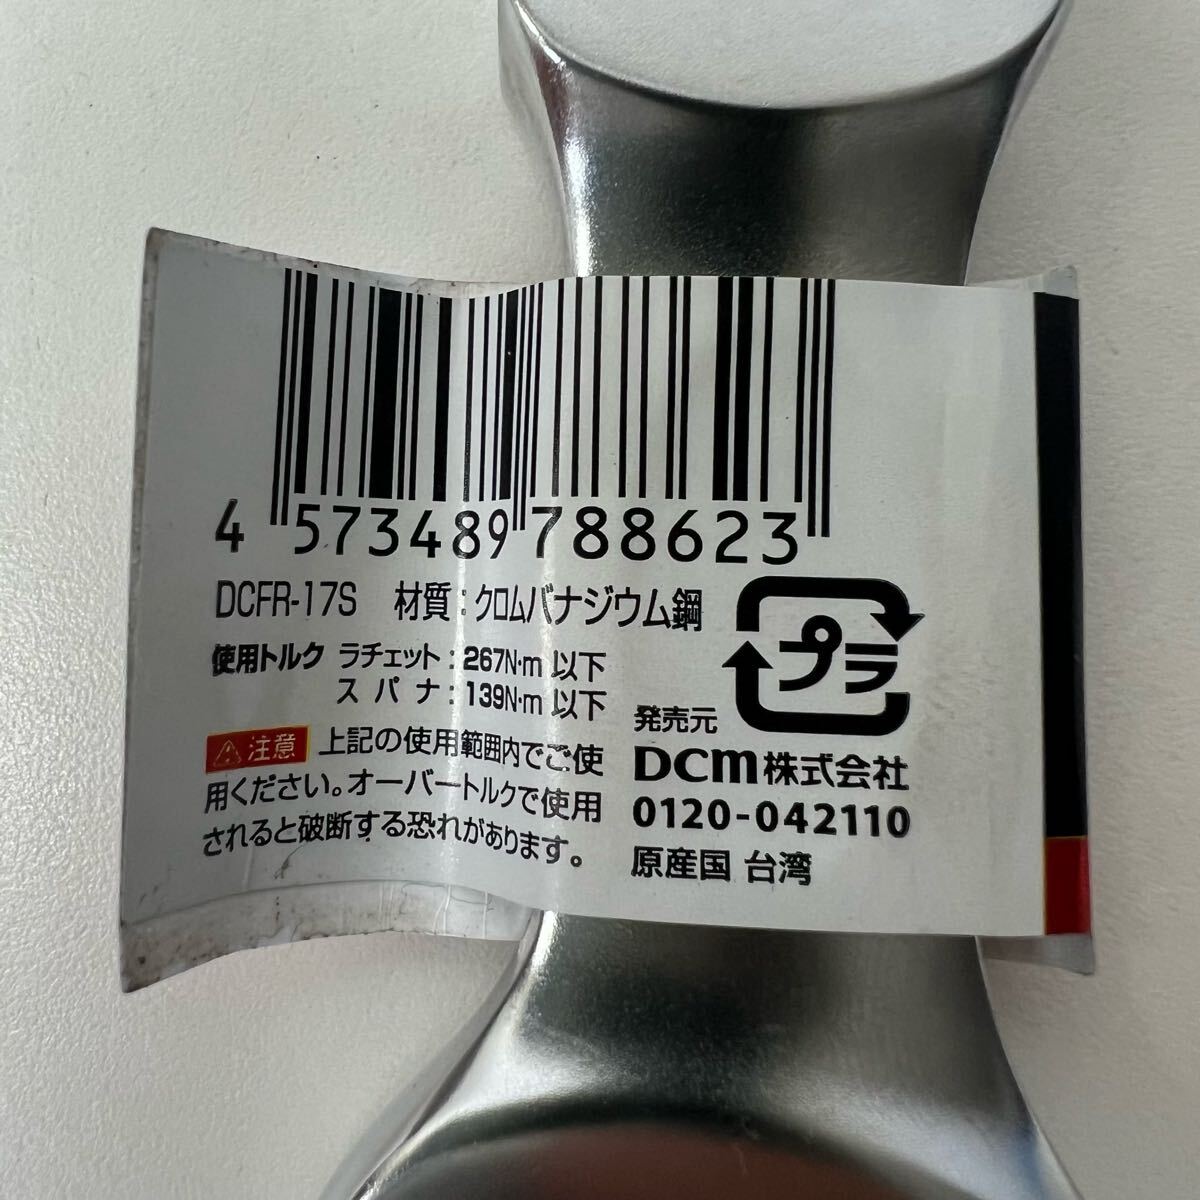 4 573489 788623
DCFR-17S 材質：クロムバナジウム鋼
使用トルク ラチェット：267N·m 以下
スパナ：139N·m 以下
⚠注意 上記の使用範囲内でご使
用ください。オーバートルクで使用
されると破断する恐れがあります。
プラ
発売元
DCM株式会社
0120-042110
原産国 台湾